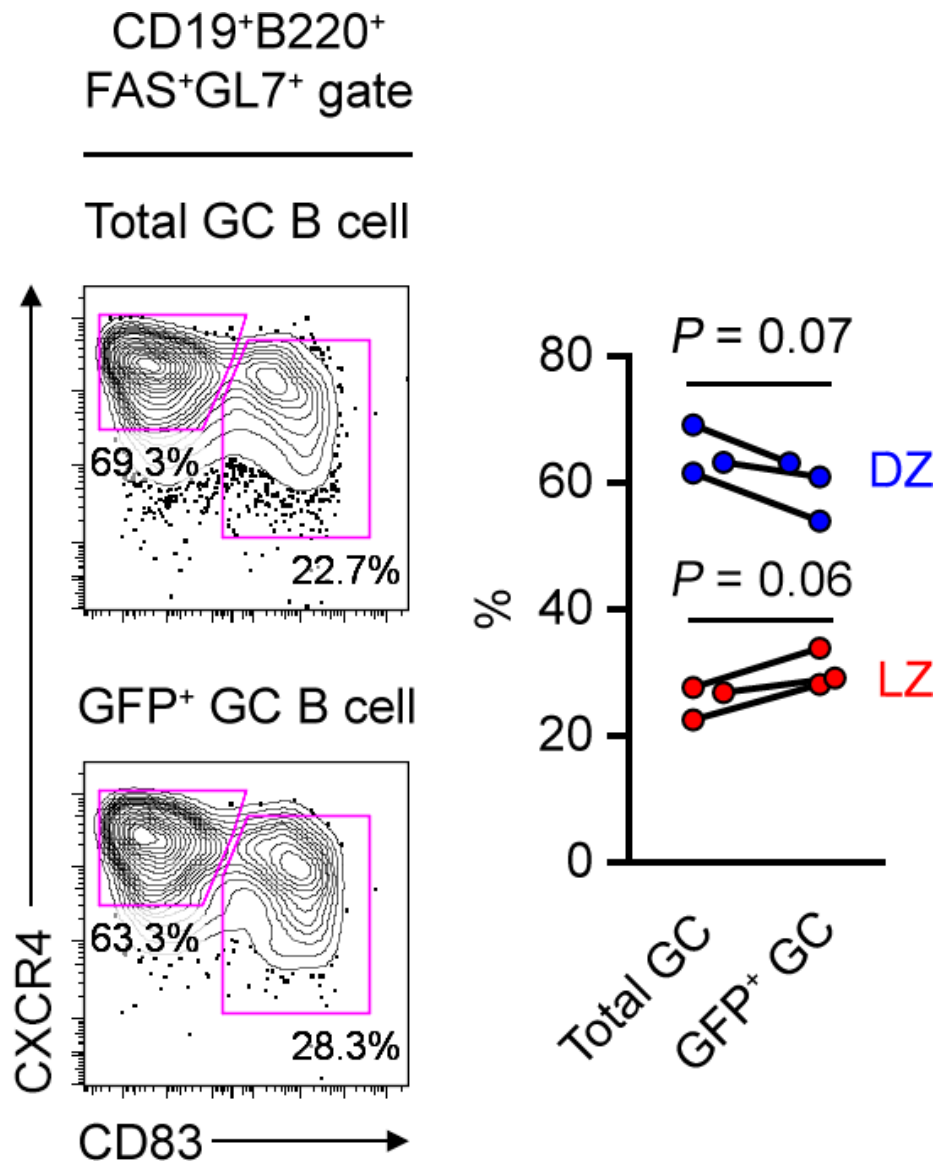 CD19⁺B220⁺
FAS⁺GL7⁺ gate
Total GC B cell
69.3%
22.7%
GFP⁺ GC B cell
63.3%
28.3%
CXCR4
CD83
P = 0.07
80
DZ
60
P = 0.06
%
40
LZ
20
0
Total GC
GFP⁺ GC